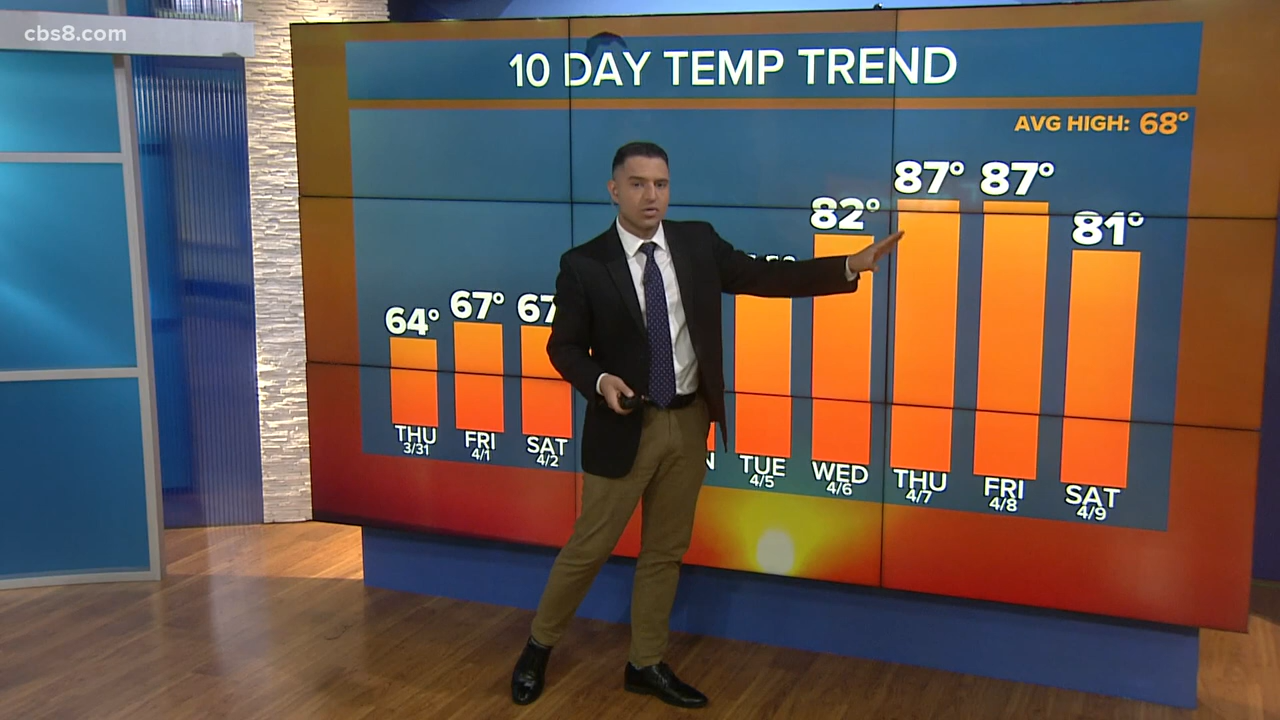 cbs8.com
10 DAY TEMP TREND
AVG HIGH: 68°
64° 67° 67 82° 87° 87° 81°
THU FRI SAT N TUE WED THU FRI SAT
3/31 4/1 4/2 4/5 4/6 4/7 4/8 4/9